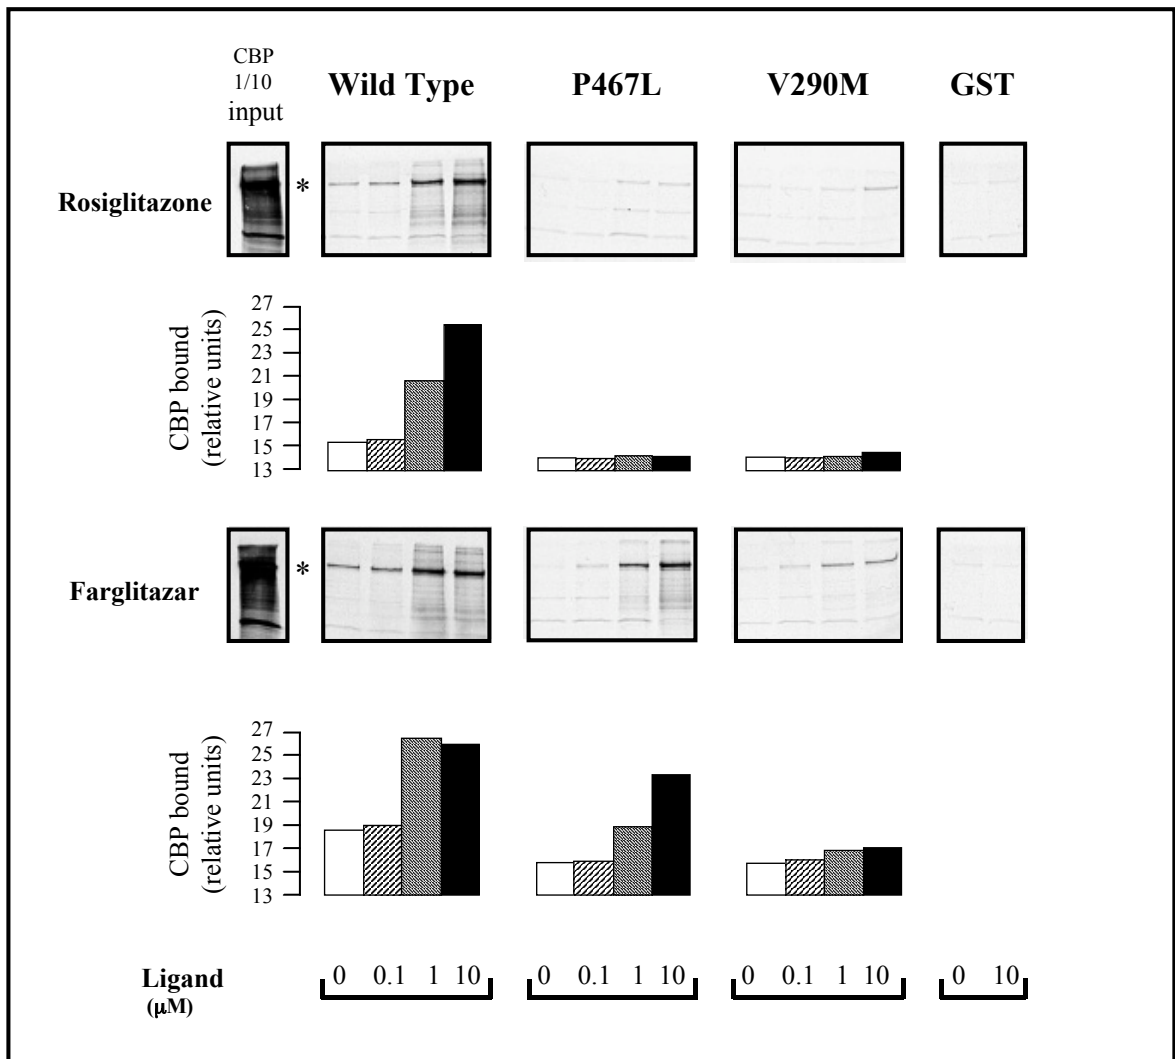 CBP
1/10
input
Wild Type
P467L
V290M
GST
Rosiglitazone
*
CBP bound
(relative units)
27
25
23
21
19
17
15
13
Farglitazar
*
CBP bound
(relative units)
27
25
23
21
19
17
15
13
Ligand
(μM)
0 0.1 1 10
0 0.1 1 10
0 0.1 1 10
0 10